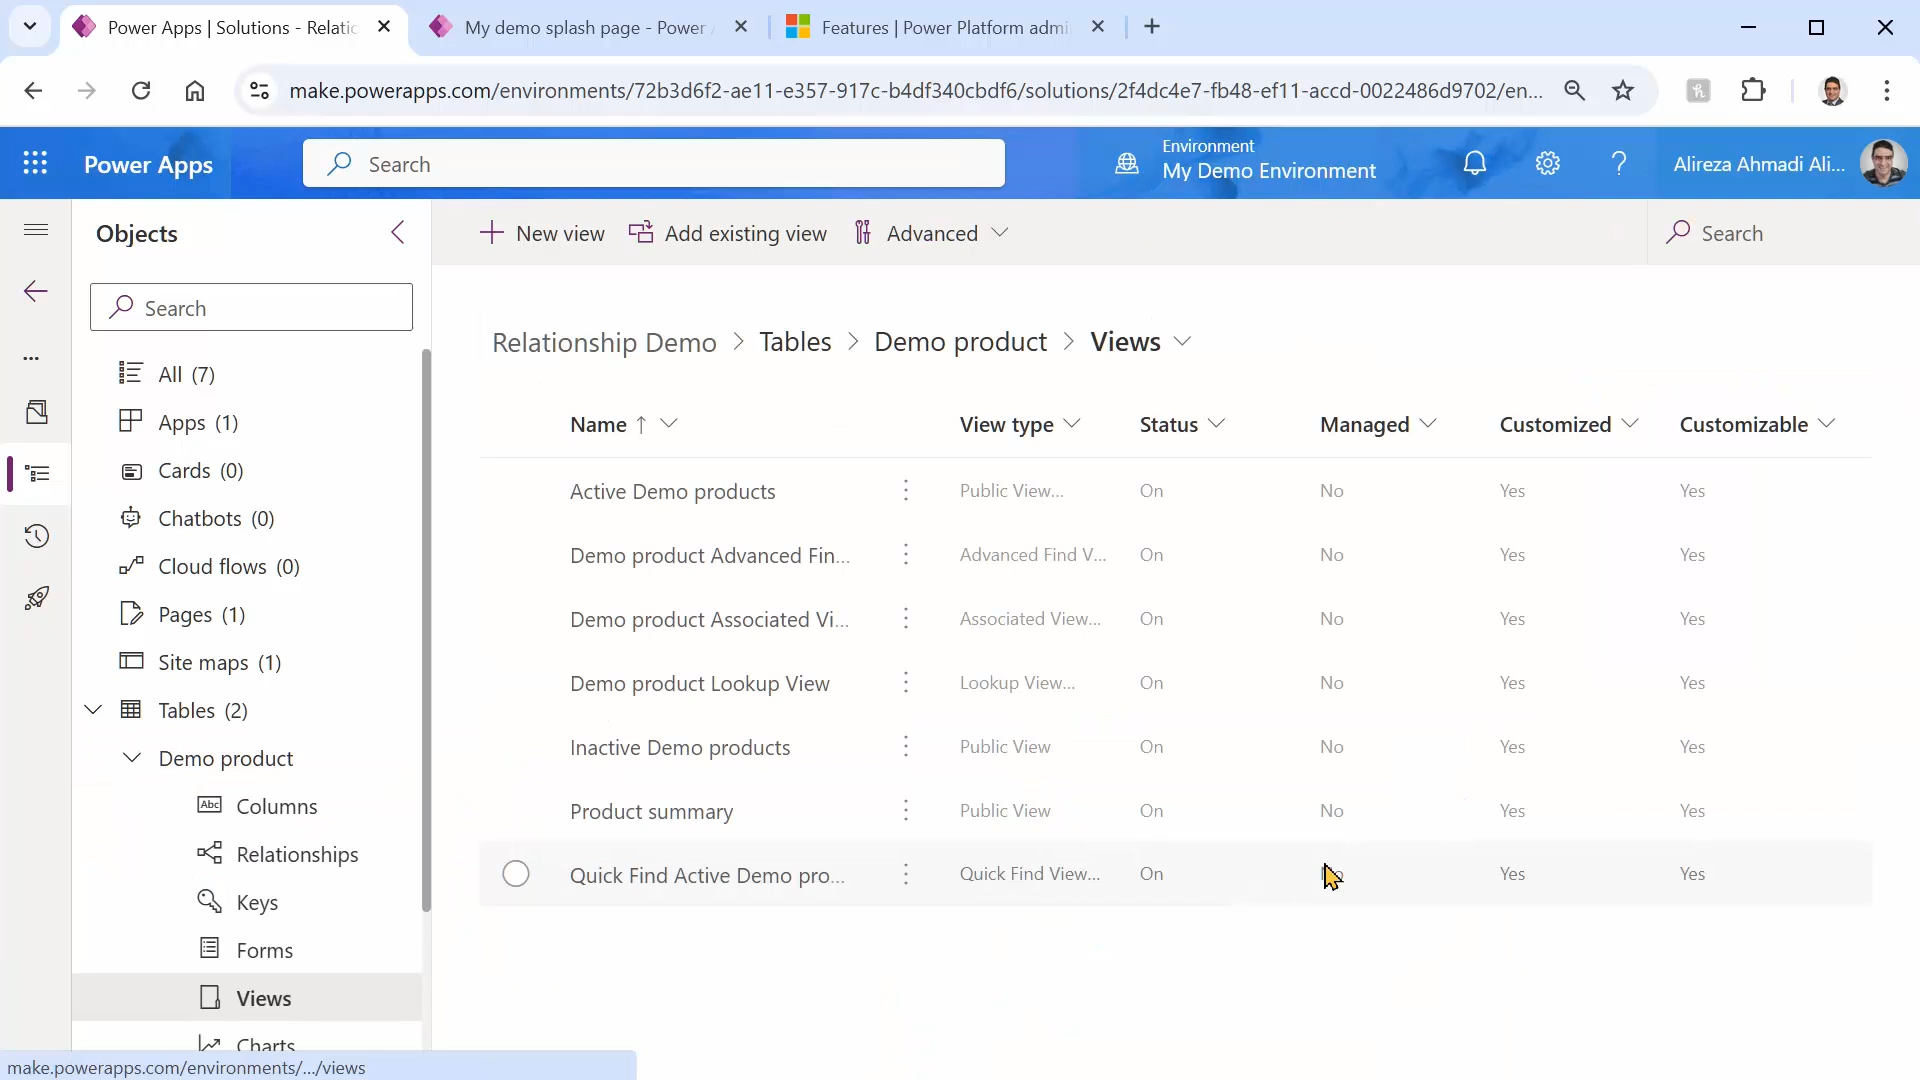 Power Apps | Solutions - Relatic
My demo splash page - Power A
Features | Power Platform admi
make.powerapps.com/environments/72b3d6f2-ae11-e357-917c-b4df340cbdf6/solutions/2f4dc4e7-fb48-ef11-accd-0022486d9702/en...
Power Apps
Search
Environment
My Demo Environment
?
Alireza Ahmadi Ali...
Objects
New view
Add existing view
Advanced
Search
Search
Relationship Demo > Tables > Demo product > Views
All (7)
Apps (1)
Cards (0)
Chatbots (0)
Cloud flows (0)
Pages (1)
Site maps (1)
Tables (2)
Demo product
Abc Columns
Relationships
Keys
Forms
Views
Charts
Name ↑ View type Status Managed Customized Customizable
Active Demo products Public View... On No Yes Yes
Demo product Advanced Fin... Advanced Find V... On No Yes Yes
Demo product Associated Vi... Associated View... On No Yes Yes
Demo product Lookup View Lookup View... On No Yes Yes
Inactive Demo products Public View On No Yes Yes
Product summary Public View On No Yes Yes
Quick Find Active Demo pro... Quick Find View... On No Yes Yes
make.powerapps.com/environments/.../views